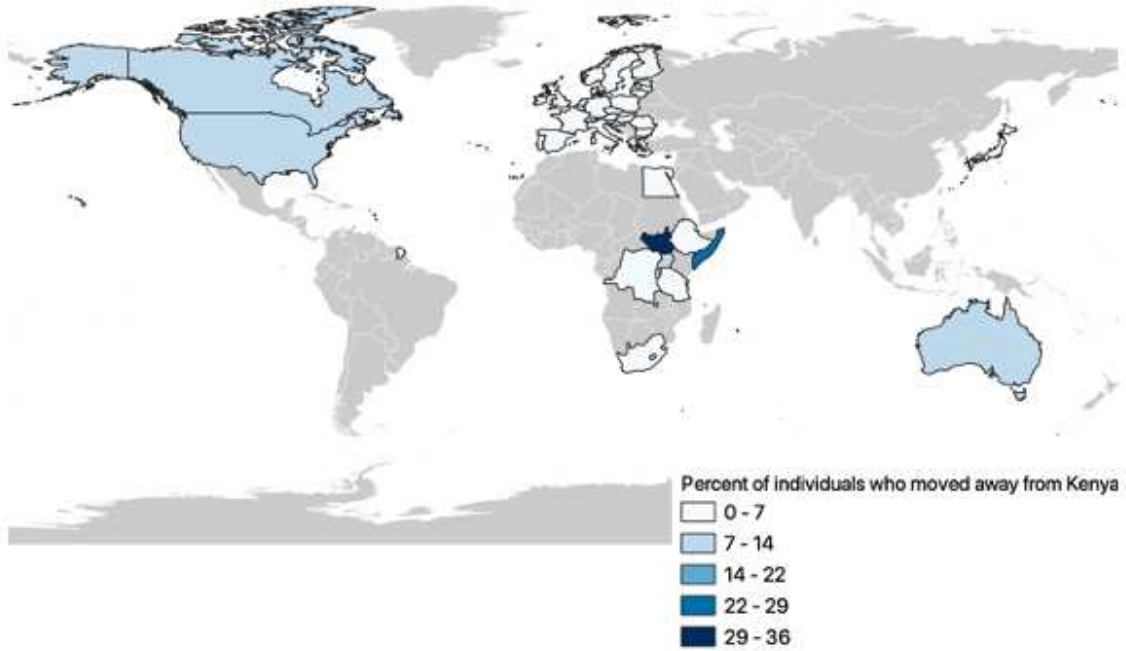 Percent of individuals who moved away from Kenya
0 - 7
7 - 14
14 - 22
22 - 29
29 - 36